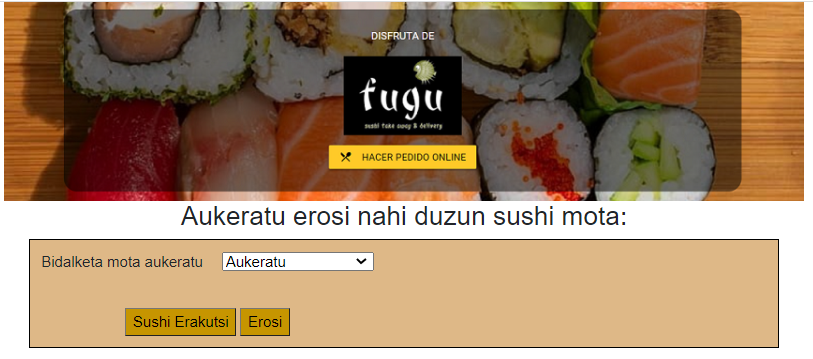 DISFRUTA DE
fugu
sushi take away & delivery
HACER PEDIDO ONLINE
Aukeratu erosi nahi duzun sushi mota:
Bidalketa mota aukeratu Aukeratu
Sushi Erakutsi Erosi